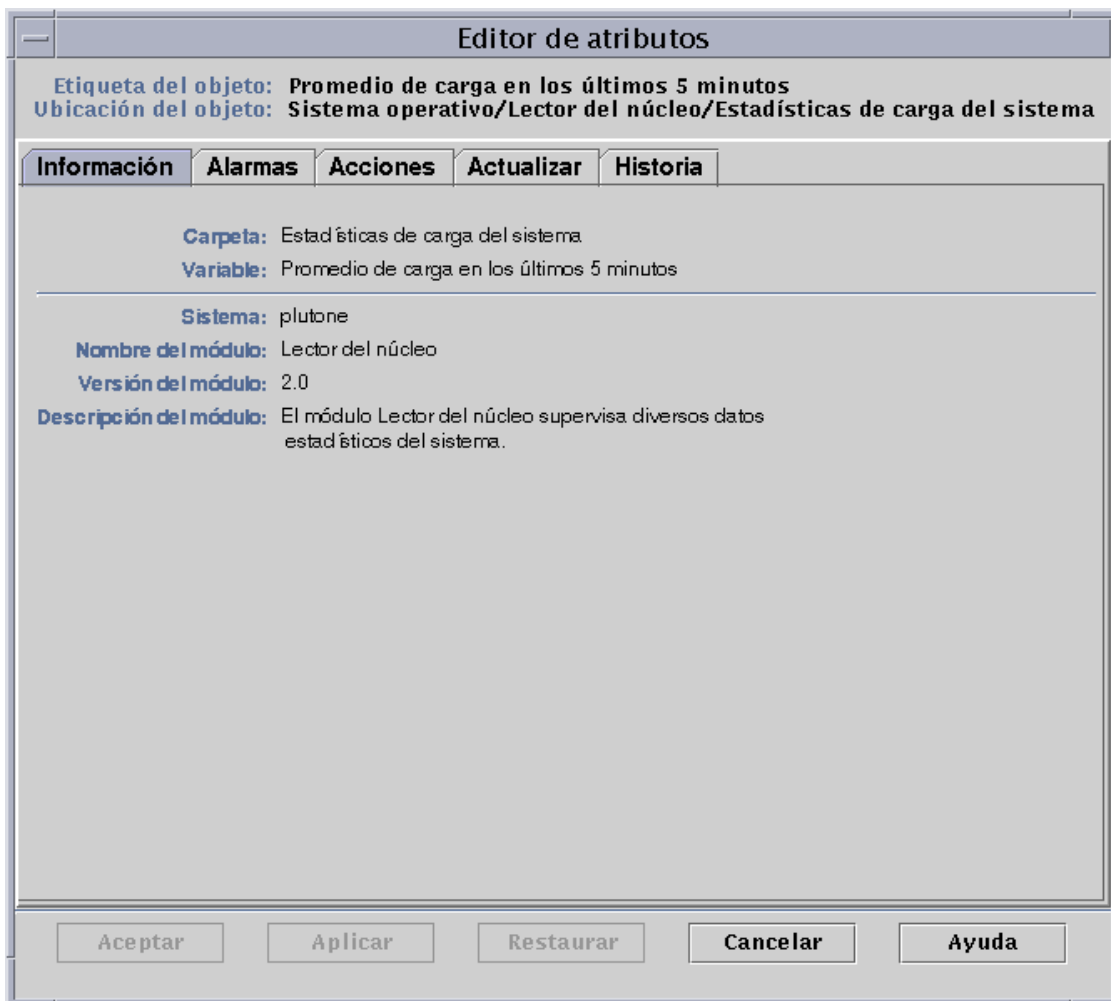 Editor de atributos
Etiqueta del objeto: Promedio de carga en los últimos 5 minutos
Ubicación del objeto: Sistema operativo/Lector del núcleo/Estadísticas de carga del sistema
Información Alarmas Acciones Actualizar Historia
Carpeta: Estadísticas de carga del sistema
Variable: Promedio de carga en los últimos 5 minutos
Sistema: plutone
Nombre del módulo: Lector del núcleo
Versión del módulo: 2.0
Descripción del módulo: El módulo Lector del núcleo supervisa diversos datos
estadísticos del sistema.
Aceptar Aplicar Restaurar Cancelar Ayuda